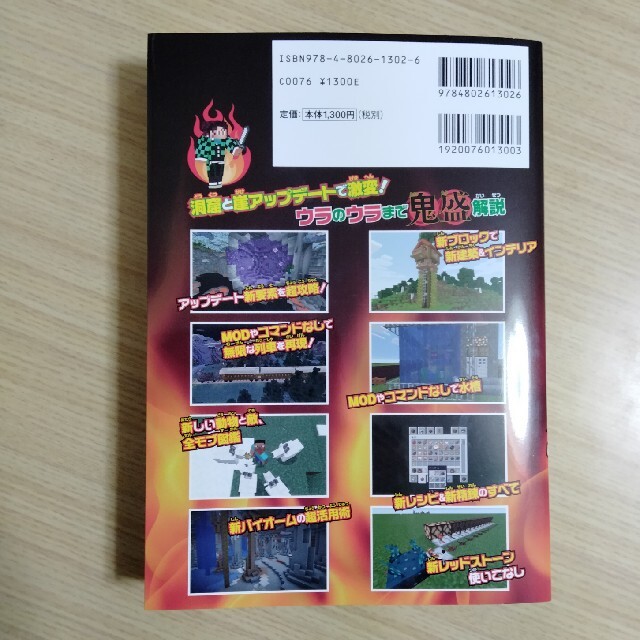 ISBN978-4-8026-1302-6
C0076 ¥1300E
定価：本体1,300円(税別)
9784802613026
1920076013003
洞窟と崖アップデートで激変！
ウラのウラまで鬼盛解説
アップデート新要素を超攻略！
新ブロックで
新建築&インテリア
MODやコマンドなしで
無限な列車を再現！
MODやコマンドなしで水槽
新しい動物と敵、
全モブ図鑑
新レシピ&新精錬のすべて
新バイオームの超活用術
新レッドストーン
使いこなし